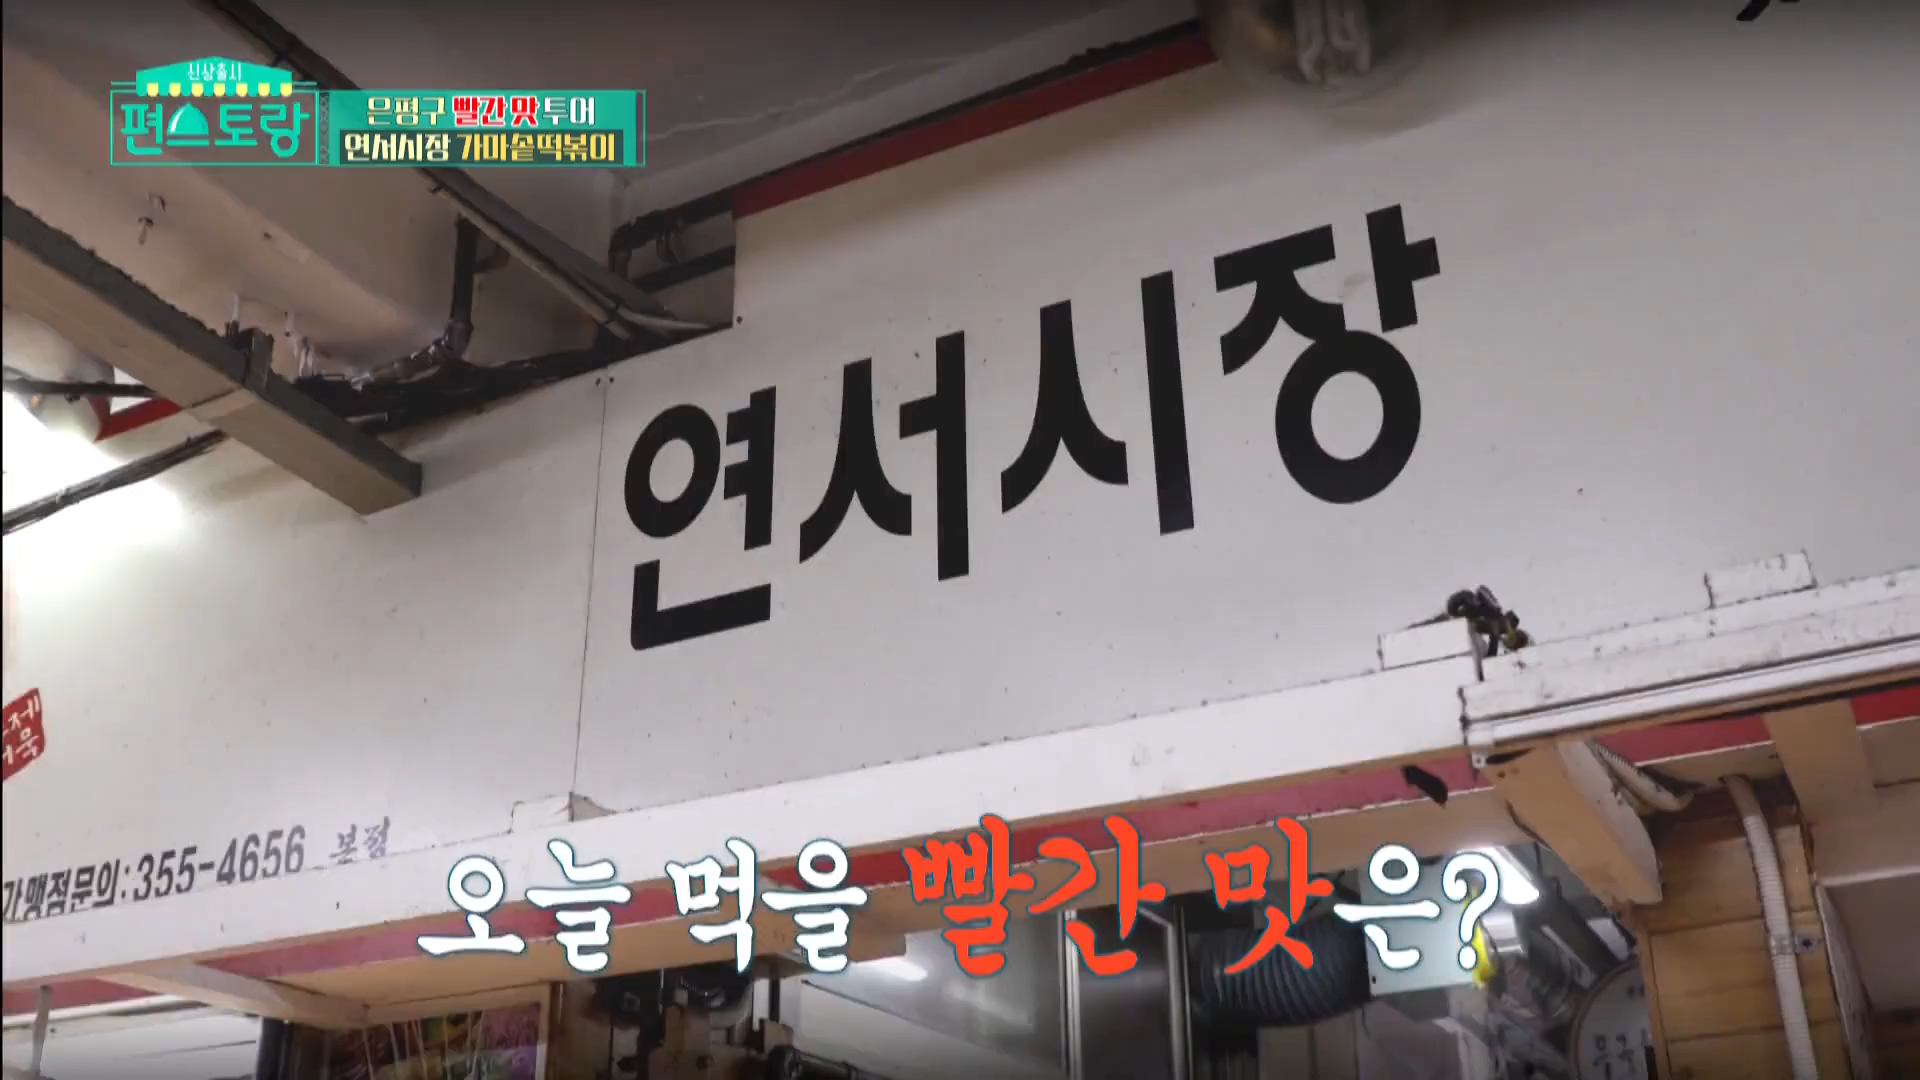 신상출시
편스토랑
은평구 빨간 맛 투어
연서시장 가마솥떡볶이
연서시장
가맹점문의:355-4656 본점
오늘 먹을 빨간 맛은?